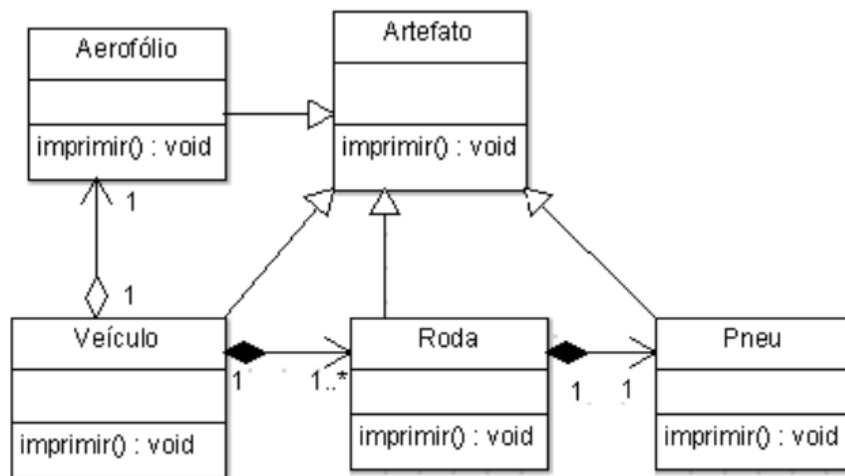 Aerofólio
imprimir() : void
Artefato
imprimir() : void
1
1
Veículo
imprimir() : void
1
1..*
Roda
imprimir() : void
1
1
Pneu
imprimir() : void